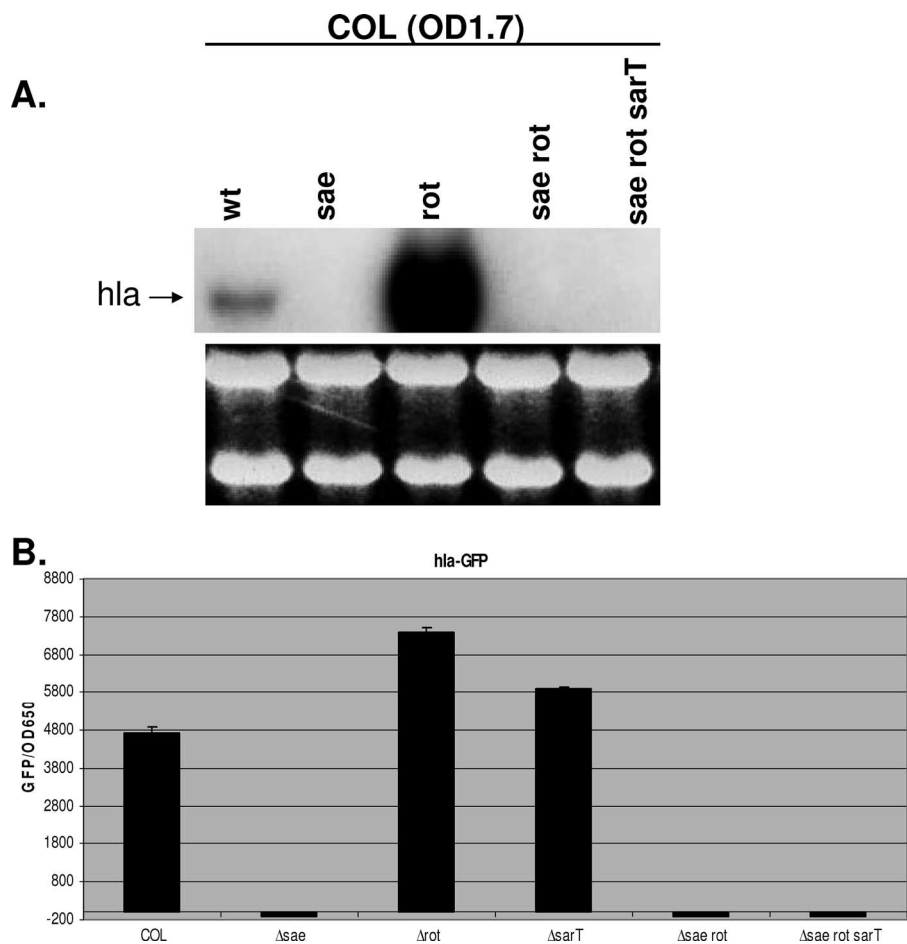 COL (OD1.7)
A.
wt
sae
rot
sae rot
sae rot sarT
hla
B.
hla-GFP
GFP/OD650
8800
7800
6800
5800
4800
3800
2800
1800
800
-200
COL
Δsae
Δrot
ΔsarT
Δsae rot
Δsae rot sarT